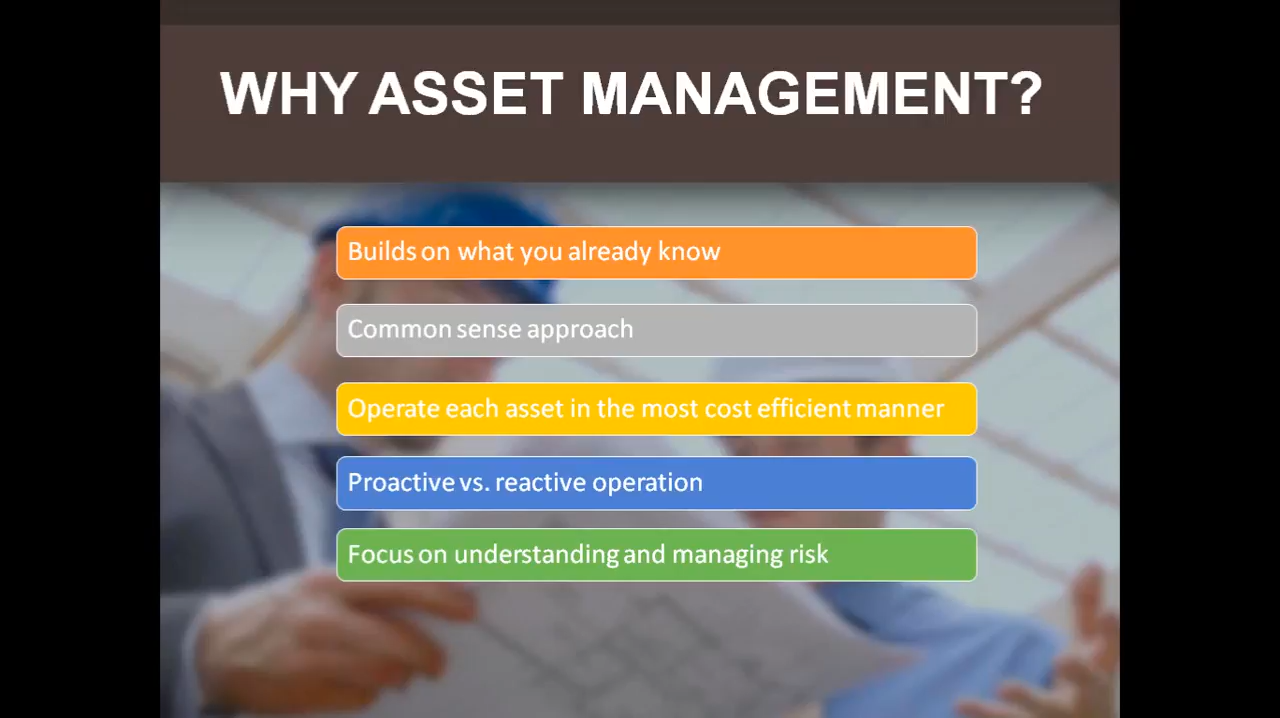 WHY ASSET MANAGEMENT?
Builds on what you already know
Common sense approach
Operate each asset in the most cost efficient manner
Proactive vs. reactive operation
Focus on understanding and managing risk